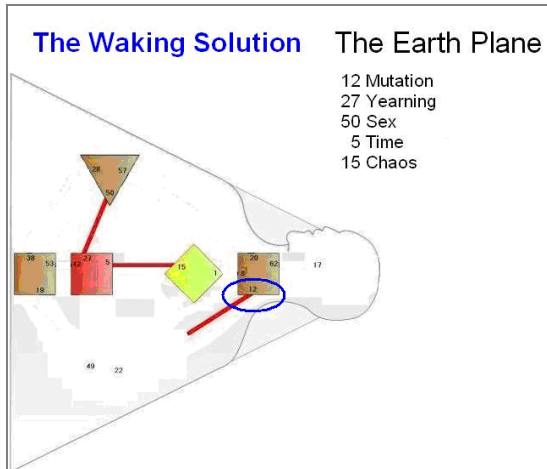 The Waking Solution
The Earth Plane
12 Mutation
27 Yearning
50 Sex
5 Time
15 Chaos
28 57
50
38 53
19
27
42 5
15 1
20
62
8
12
17
49 22